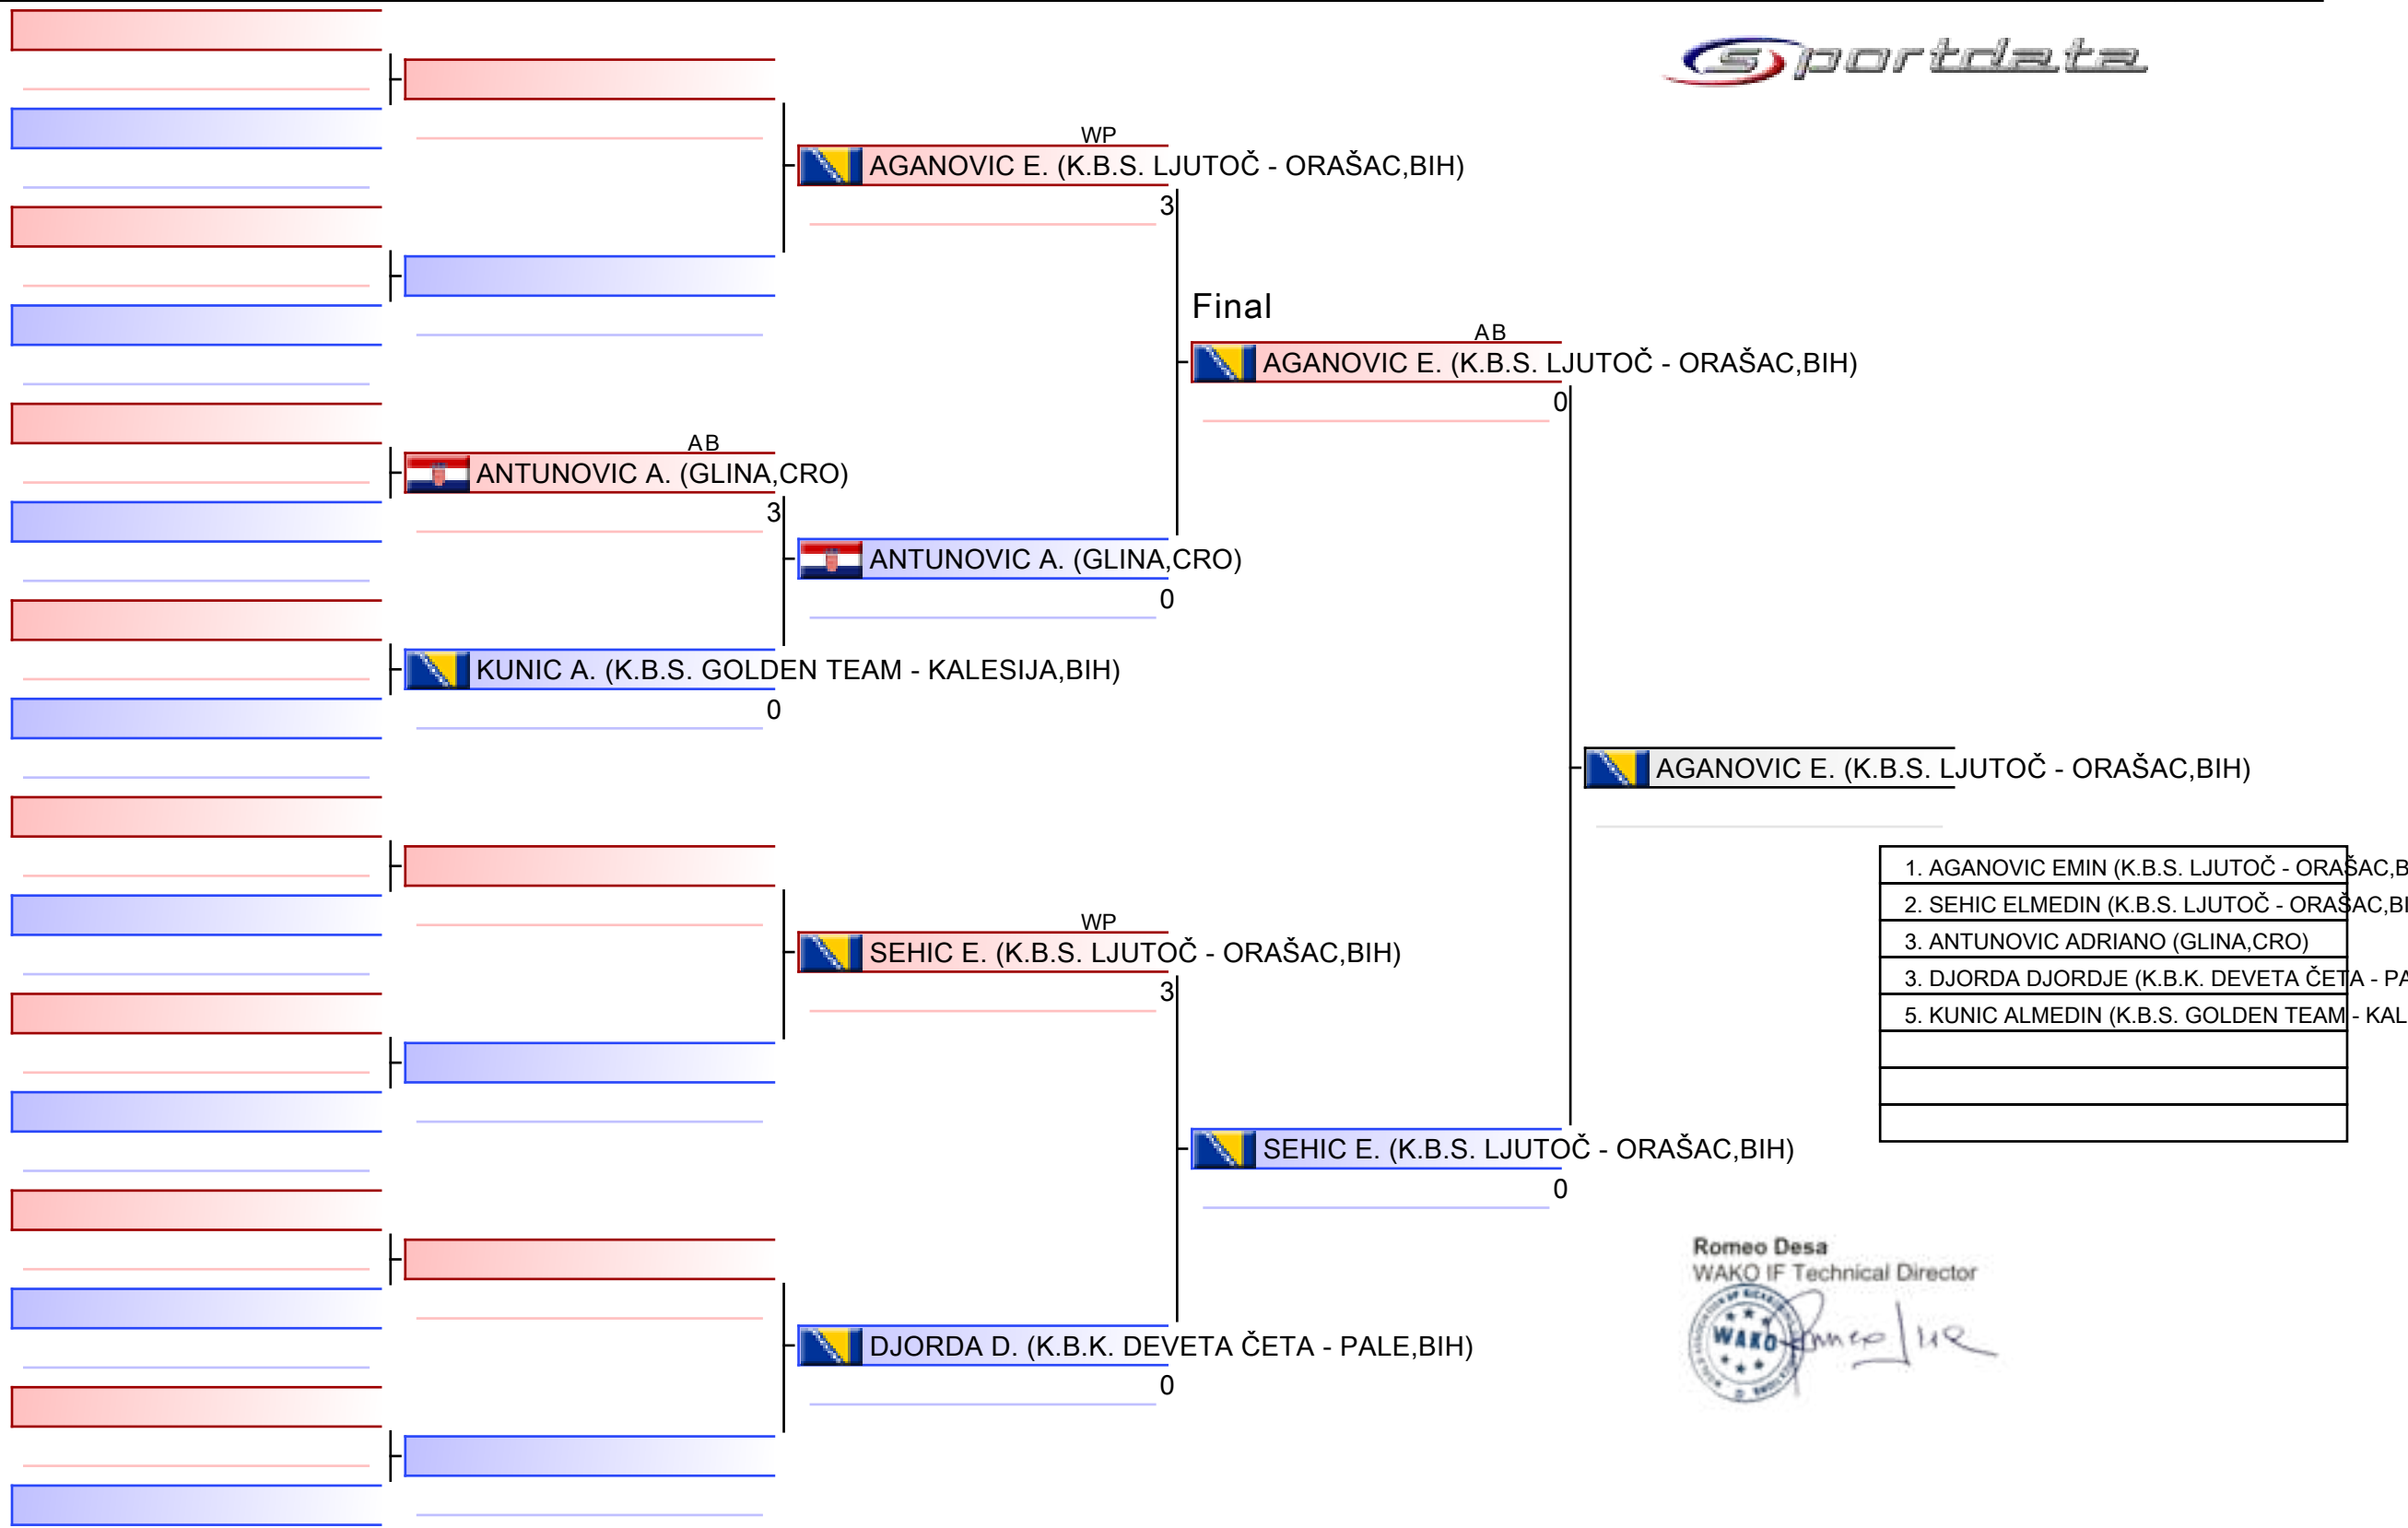 sportdata
WP
AGANOVIC E. (K.B.S. LJUTOČ - ORAŠAC,BIH)
3
Final
AB
AGANOVIC E. (K.B.S. LJUTOČ - ORAŠAC,BIH)
0
AB
ANTUNOVIC A. (GLINA,CRO)
3
ANTUNOVIC A. (GLINA,CRO)
0
KUNIC A. (K.B.S. GOLDEN TEAM - KALESIJA,BIH)
0
AGANOVIC E. (K.B.S. LJUTOČ - ORAŠAC,BIH)
1. AGANOVIC EMIN (K.B.S. LJUTOČ - ORAŠAC,B
2. SEHIC ELMEDIN (K.B.S. LJUTOČ - ORAŠAC,BI
3. ANTUNOVIC ADRIANO (GLINA,CRO)
3. DJORDA DJORDJE (K.B.K. DEVETA ČETA - PA
5. KUNIC ALMEDIN (K.B.S. GOLDEN TEAM - KAL
WP
SEHIC E. (K.B.S. LJUTOČ - ORAŠAC,BIH)
3
SEHIC E. (K.B.S. LJUTOČ - ORAŠAC,BIH)
0
DJORDA D. (K.B.K. DEVETA ČETA - PALE,BIH)
0
Romeo Desa
WAKO IF Technical Director
WAKO